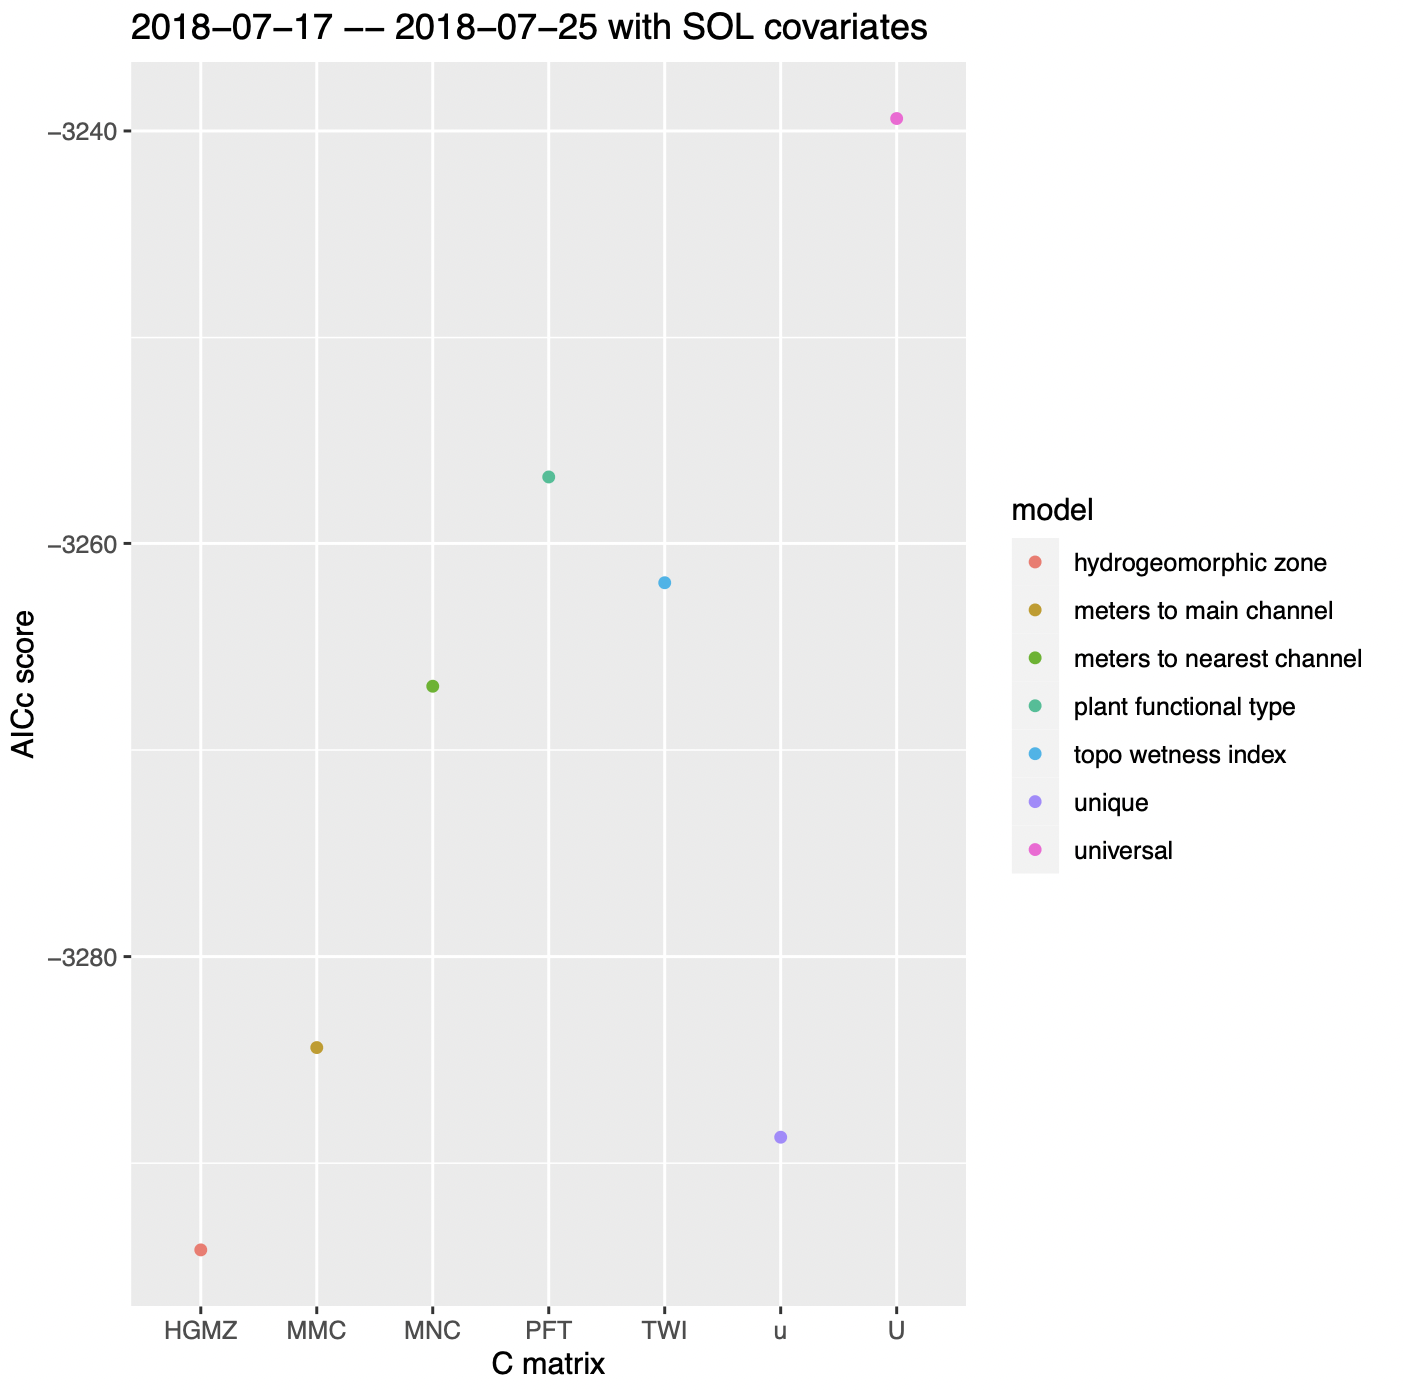 2018−07−17 −− 2018−07−25 with SOL covariates
−3240
−3260
−3280
AICc score
HGMZ MMC MNC PFT TWI u U
C matrix
model
hydrogeomorphic zone
meters to main channel
meters to nearest channel
plant functional type
topo wetness index
unique
universal